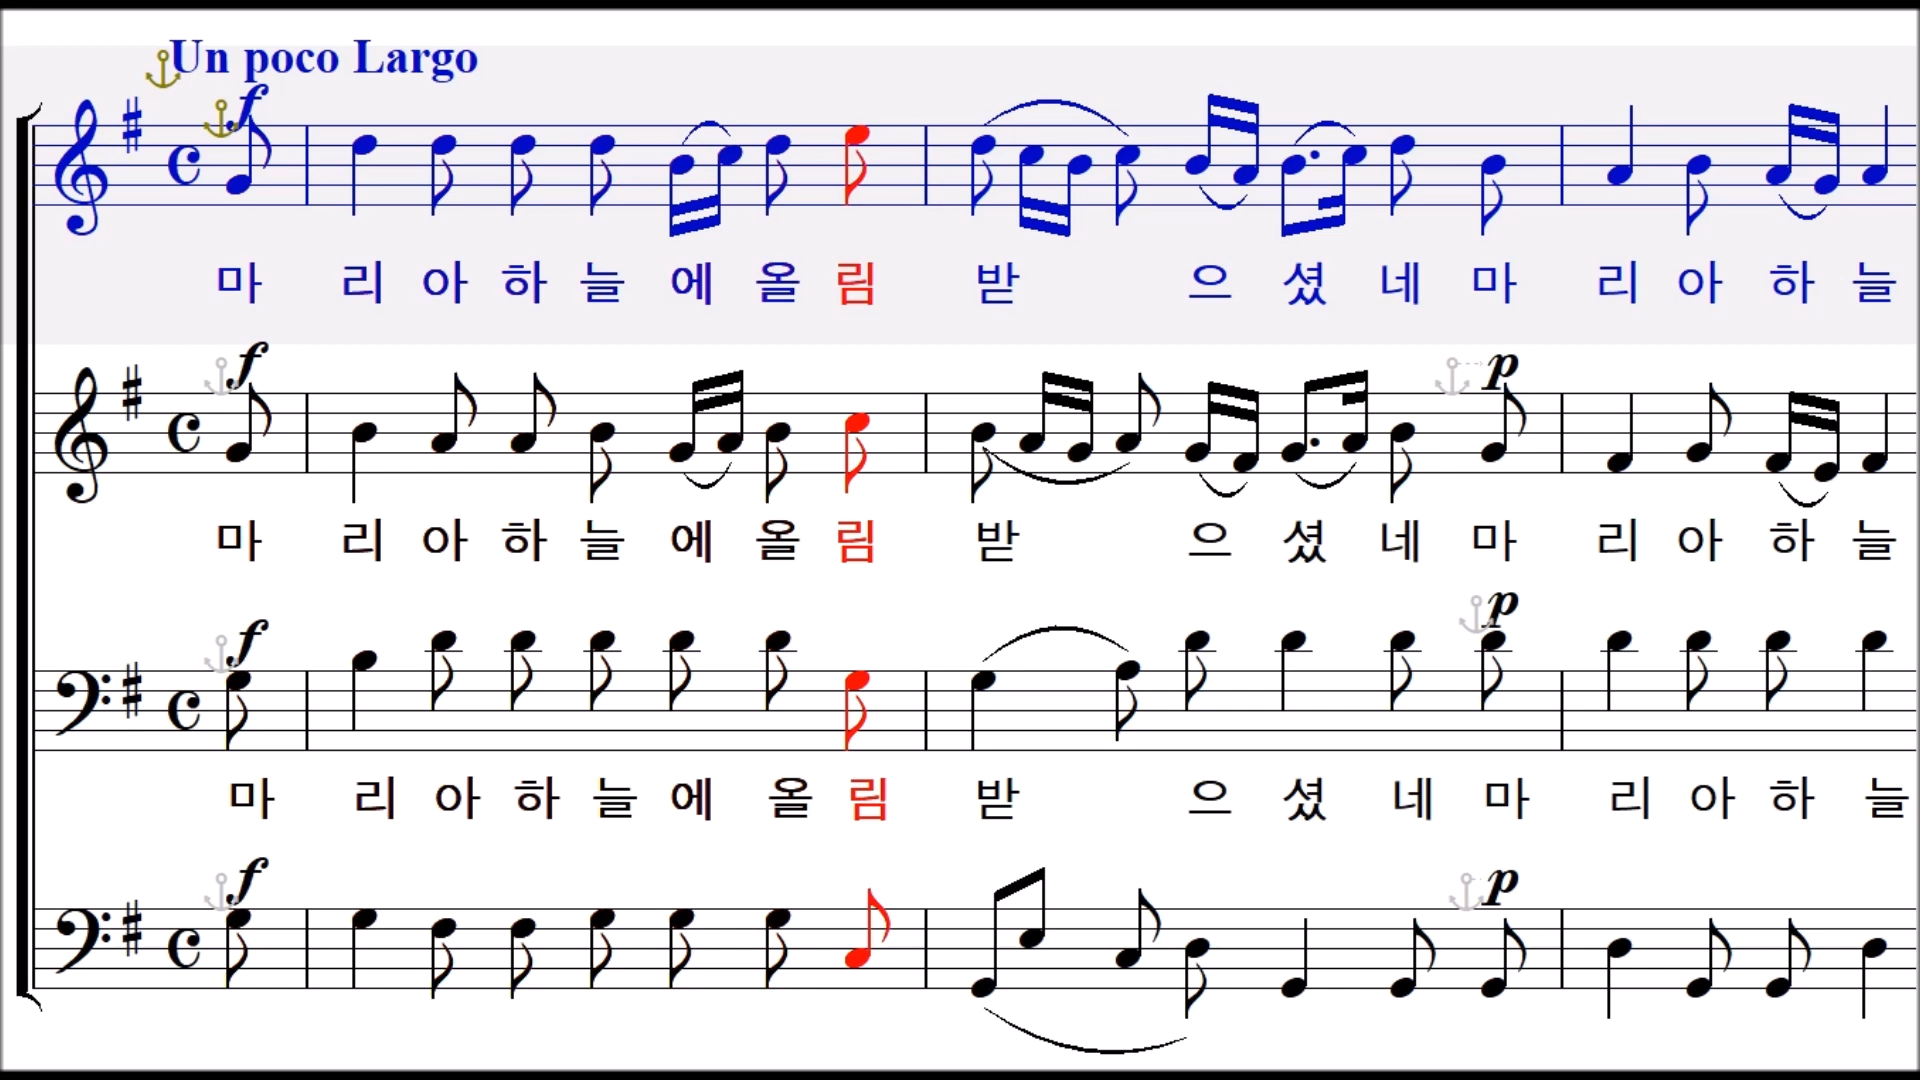 Un poco Largo
f
마 리 아 하 늘 에 올 림 받 으 셨 네 마 리 아 하 늘
f p
마 리 아 하 늘 에 올 림 받 으 셨 네 마 리 아 하 늘
f p
마 리 아 하 늘 에 올 림 받 으 셨 네 마 리 아 하 늘
f p